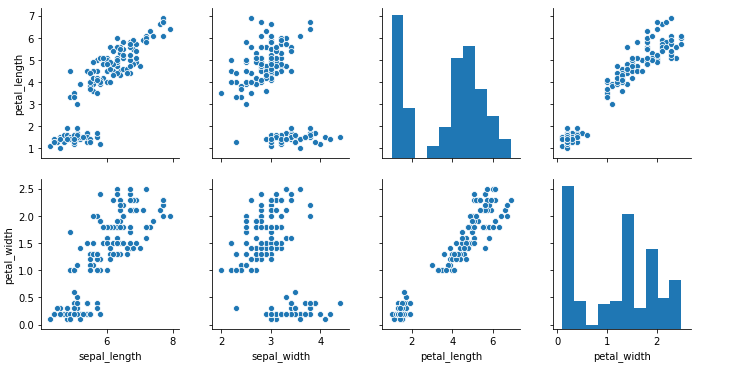 petal_length
7
6
5
4
3
2
1
petal_width
2.5
2.0
1.5
1.0
0.5
0.0
6 8
2 3 4
2 4 6
0 1 2
sepal_length sepal_width petal_length petal_width